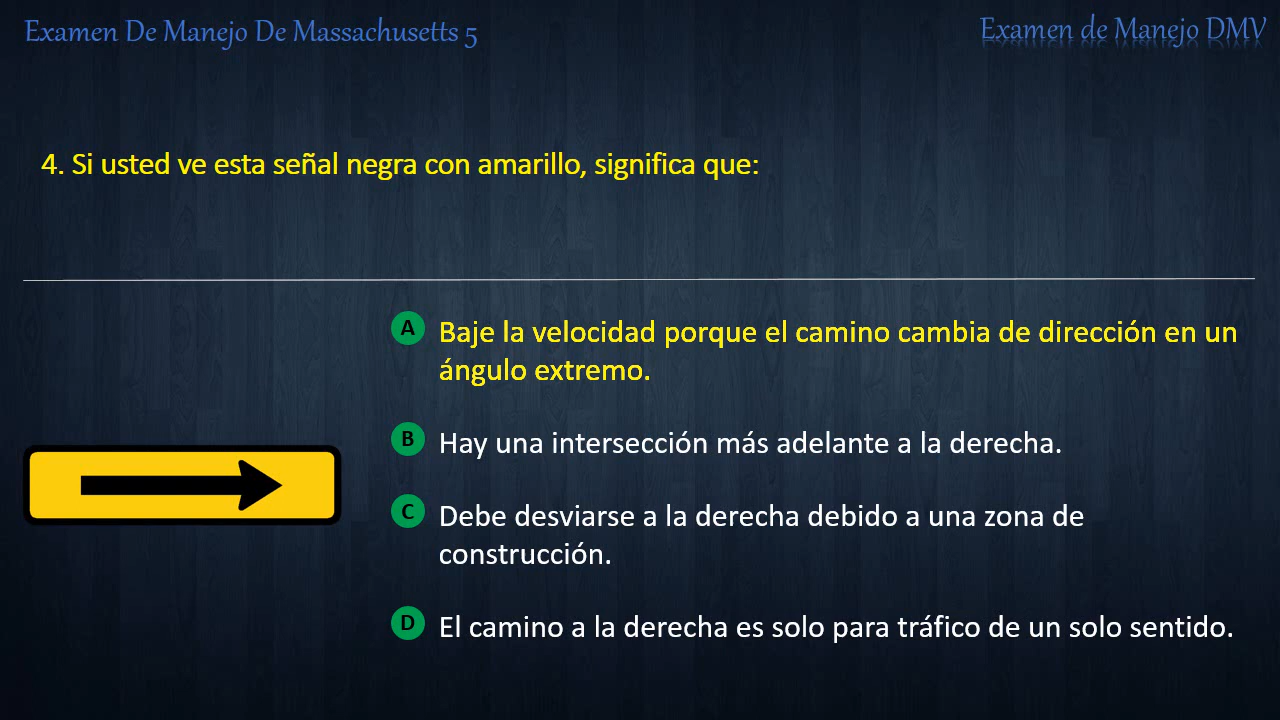 Examen De Manejo De Massachusetts 5
Examen de Manejo DMV
4. Si usted ve esta señal negra con amarillo, significa que:
A Baje la velocidad porque el camino cambia de dirección en un
ángulo extremo.
B Hay una intersección más adelante a la derecha.
C Debe desviarse a la derecha debido a una zona de
construcción.
D El camino a la derecha es solo para tráfico de un solo sentido.